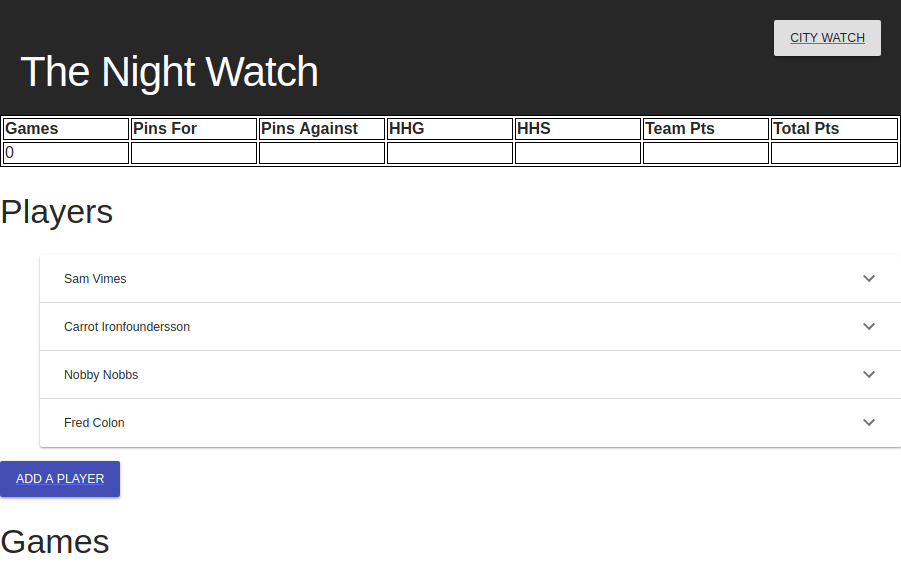 CITY WATCH
The Night Watch
Games Pins For Pins Against HHG HHS Team Pts Total Pts
0
Players
Sam Vimes
Carrot Ironfoundersson
Nobby Nobbs
Fred Colon
ADD A PLAYER
Games